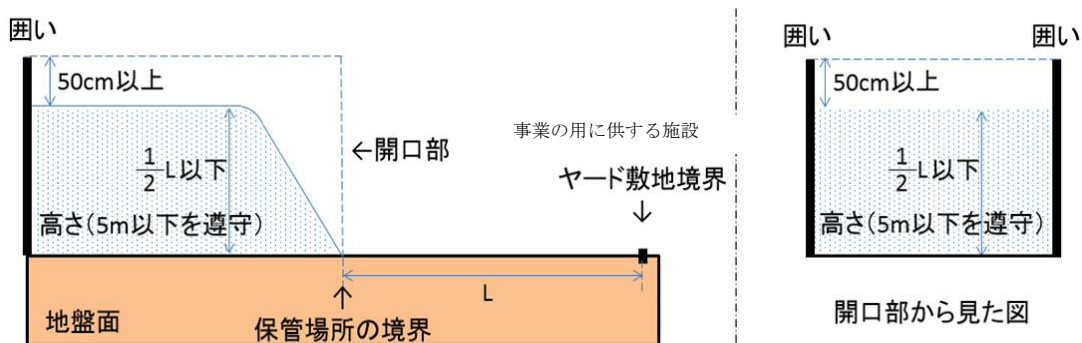 囲い
50cm以上
1/2 L以下
高さ（5m以下を遵守）
←開口部
事業の用に供する施設
ヤード敷地境界
↓
L
地盤面
↑
保管場所の境界
囲い
囲い
50cm以上
1/2 L以下
高さ（5m以下を遵守）
開口部から見た図